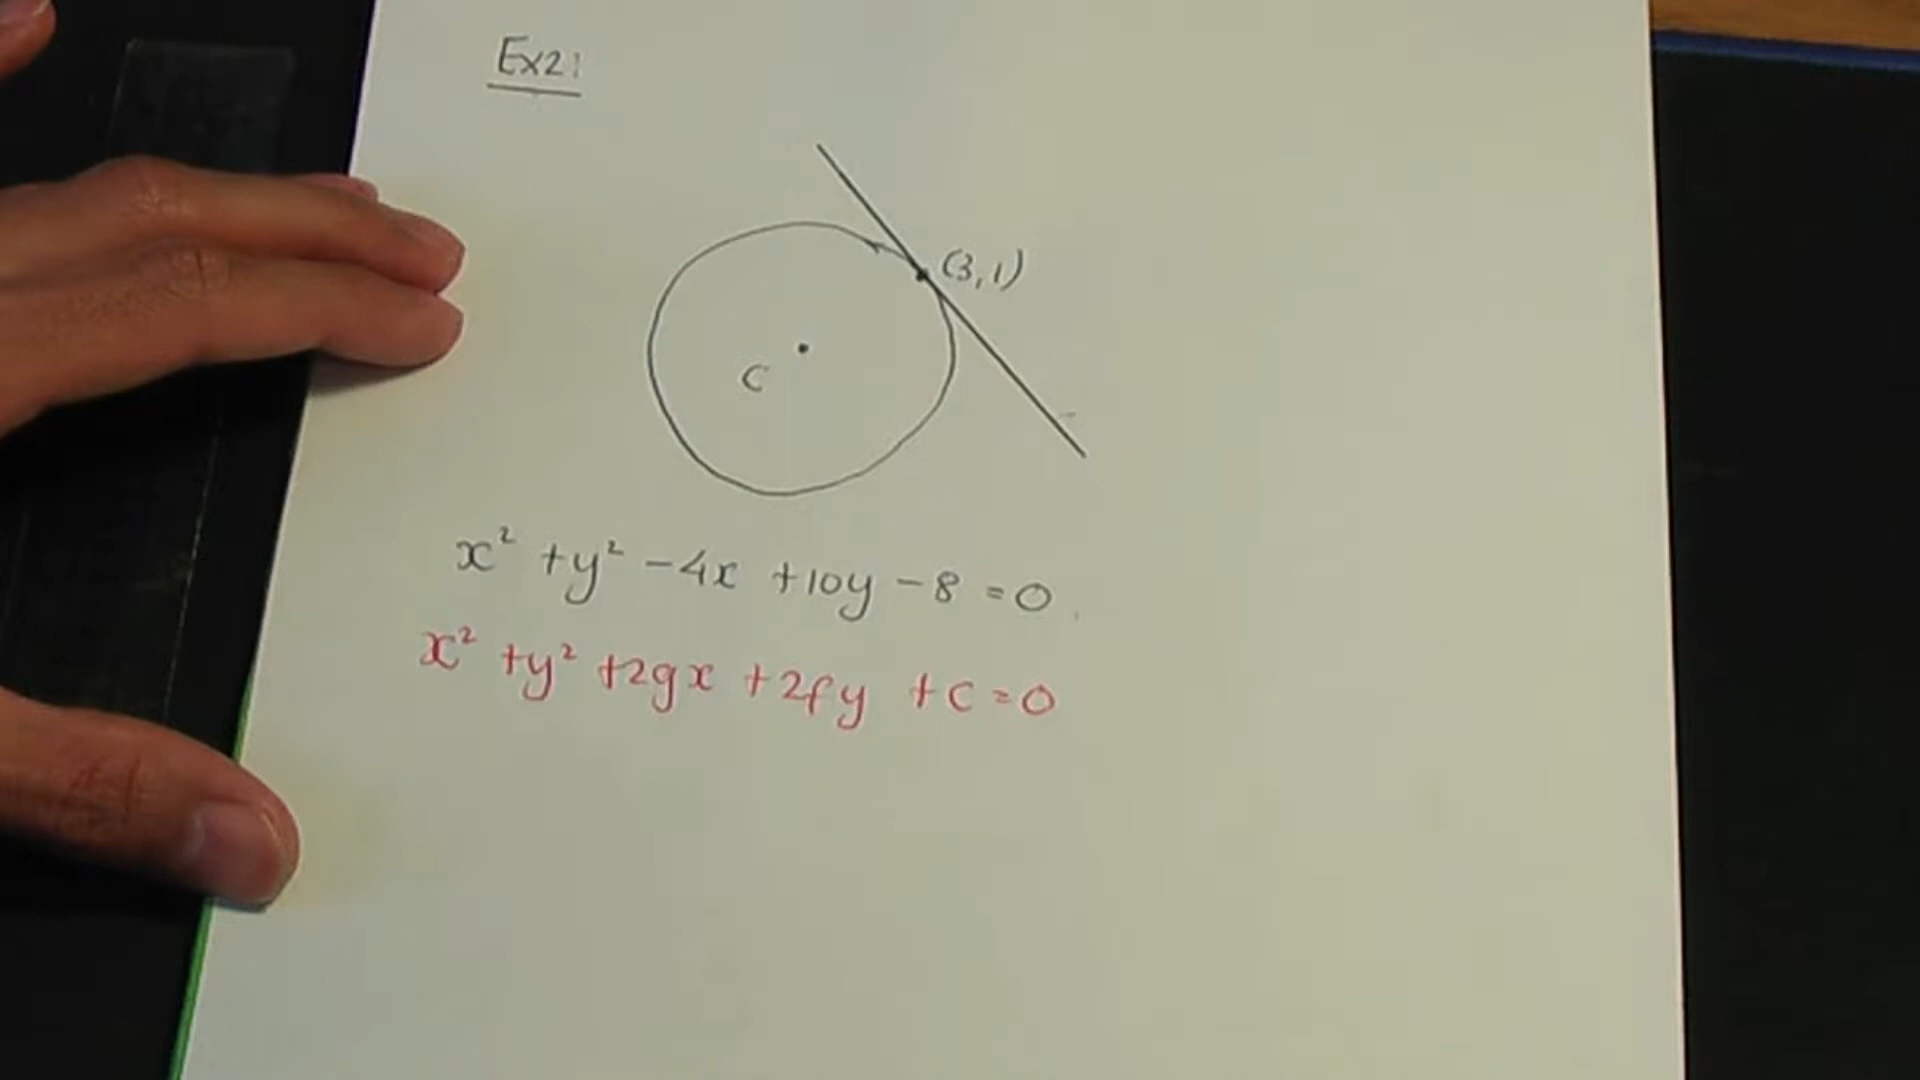 Ex2:
(3,1)
C
x² + y² - 4x + 10y - 8 = 0
x² + y² + 2gx + 2fy + c = 0